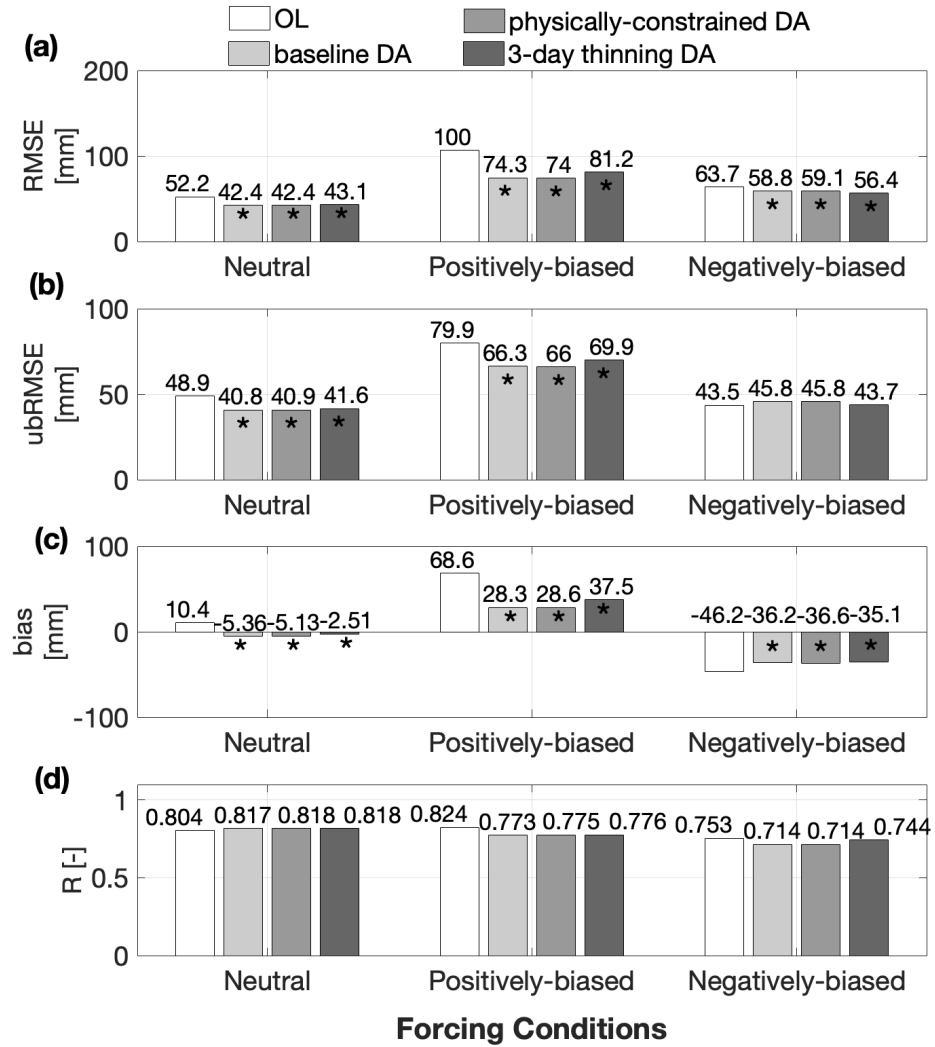 OL
physically-constrained DA
baseline DA
3-day thinning DA
(a)
200
100
0
RMSE
[mm]
52.2 42.4 42.4 43.1
100 74.3 74 81.2
63.7 58.8 59.1 56.4
* * * * * * * * *
Neutral Positively-biased Negatively-biased
(b)
100
50
0
ubRMSE
[mm]
48.9 40.8 40.9 41.6
79.9 66.3 66 69.9
43.5 45.8 45.8 43.7
* * * * * *
Neutral Positively-biased Negatively-biased
(c)
100
0
-100
bias
[mm]
10.4 -5.36 -5.13 -2.51
68.6 28.3 28.6 37.5
-46.2 -36.2 -36.6 -35.1
* * * * * * * * *
Neutral Positively-biased Negatively-biased
(d)
1
0.5
0
R [-]
0.804 0.817 0.818 0.818
0.824 0.773 0.775 0.776
0.753 0.714 0.714 0.744
Neutral Positively-biased Negatively-biased
Forcing Conditions